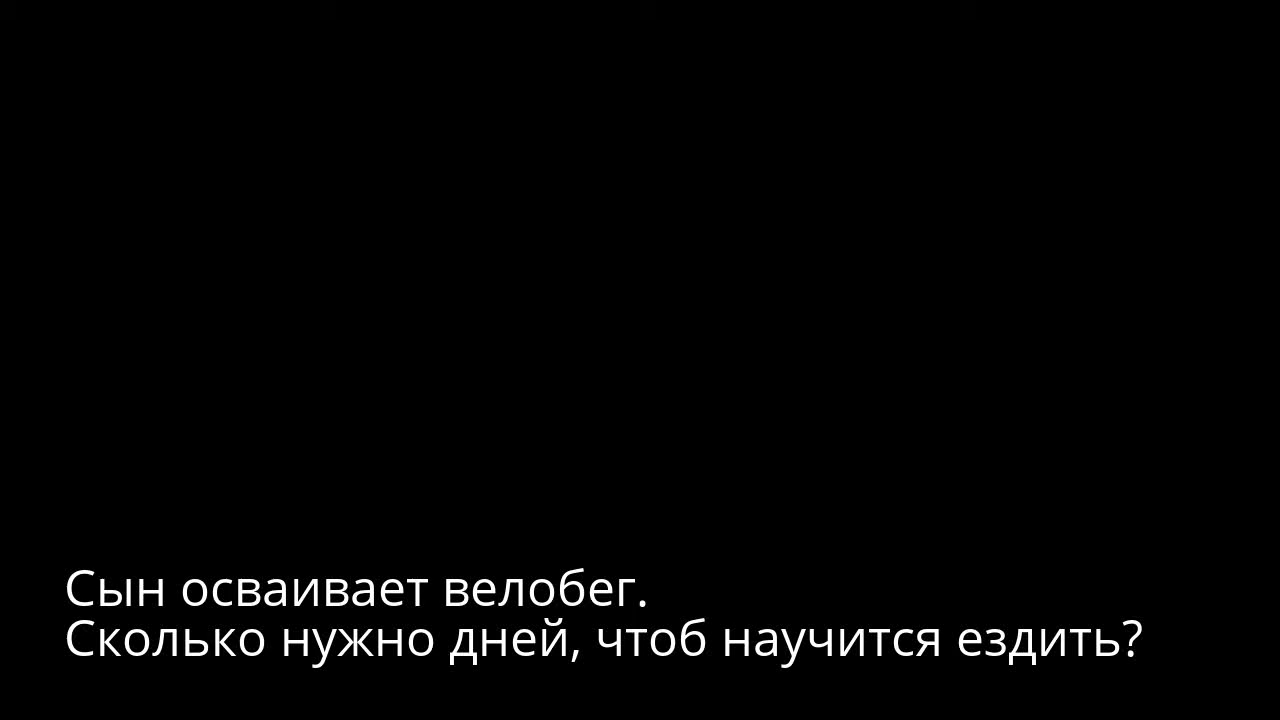 Сын осваивает велобег.
Сколько нужно дней, чтоб научится ездить?